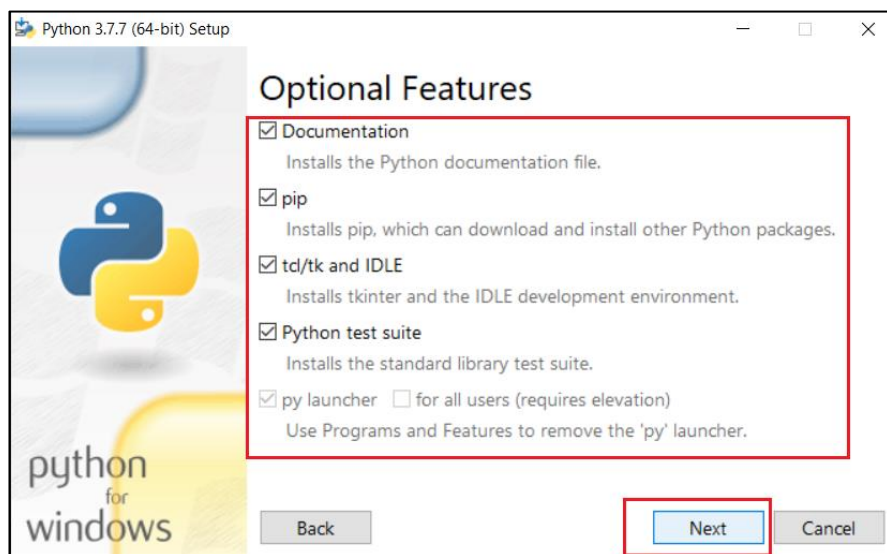 Python 3.7.7 (64-bit) Setup
Optional Features
Documentation
Installs the Python documentation file.
pip
Installs pip, which can download and install other Python packages.
tcl/tk and IDLE
Installs tkinter and the IDLE development environment.
Python test suite
Installs the standard library test suite.
py launcher for all users (requires elevation)
Use Programs and Features to remove the 'py' launcher.
python
for
windows
Back Next Cancel